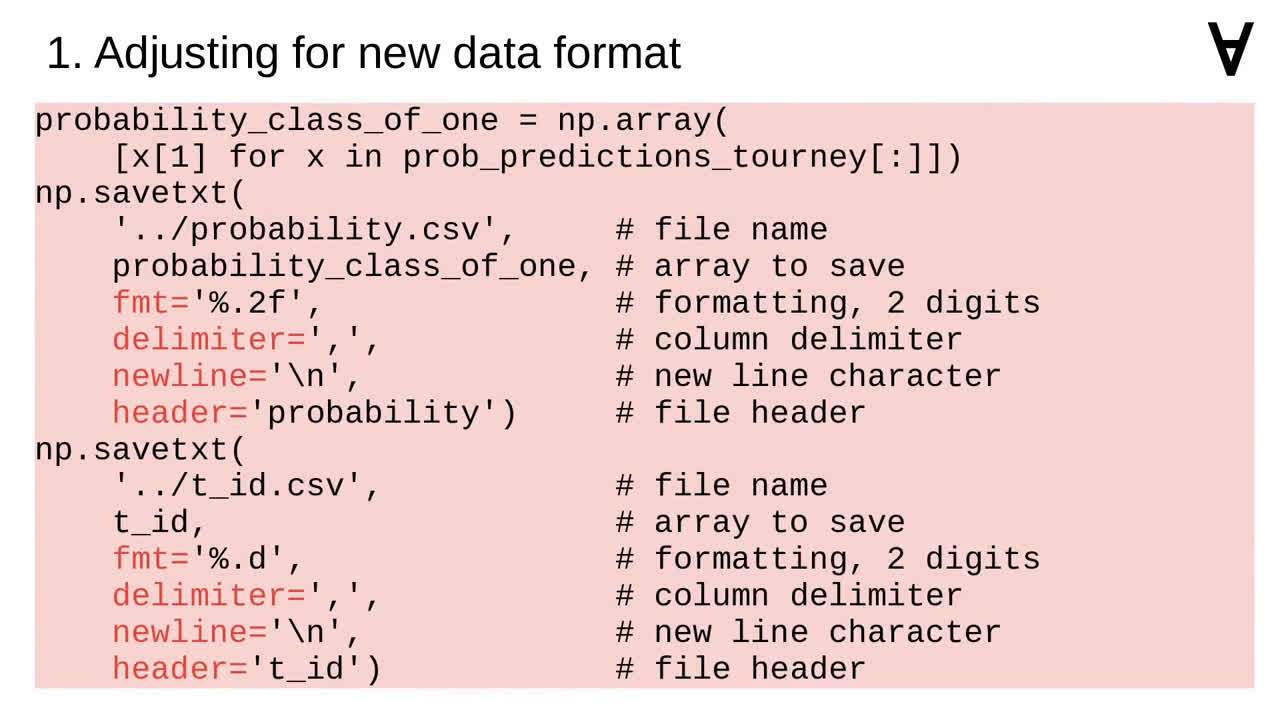 1. Adjusting for new data format
∀
probability_class_of_one = np.array(
    [x[1] for x in prob_predictions_tourney[:]])
np.savetxt(
    '../probability.csv',     # file name
    probability_class_of_one, # array to save
    fmt='%.2f',               # formatting, 2 digits
    delimiter=',',            # column delimiter
    newline='\n',             # new line character
    header='probability')     # file header
np.savetxt(
    '../t_id.csv',            # file name
    t_id,                     # array to save
    fmt='%.d',                # formatting, 2 digits
    delimiter=',',            # column delimiter
    newline='\n',             # new line character
    header='t_id')            # file header